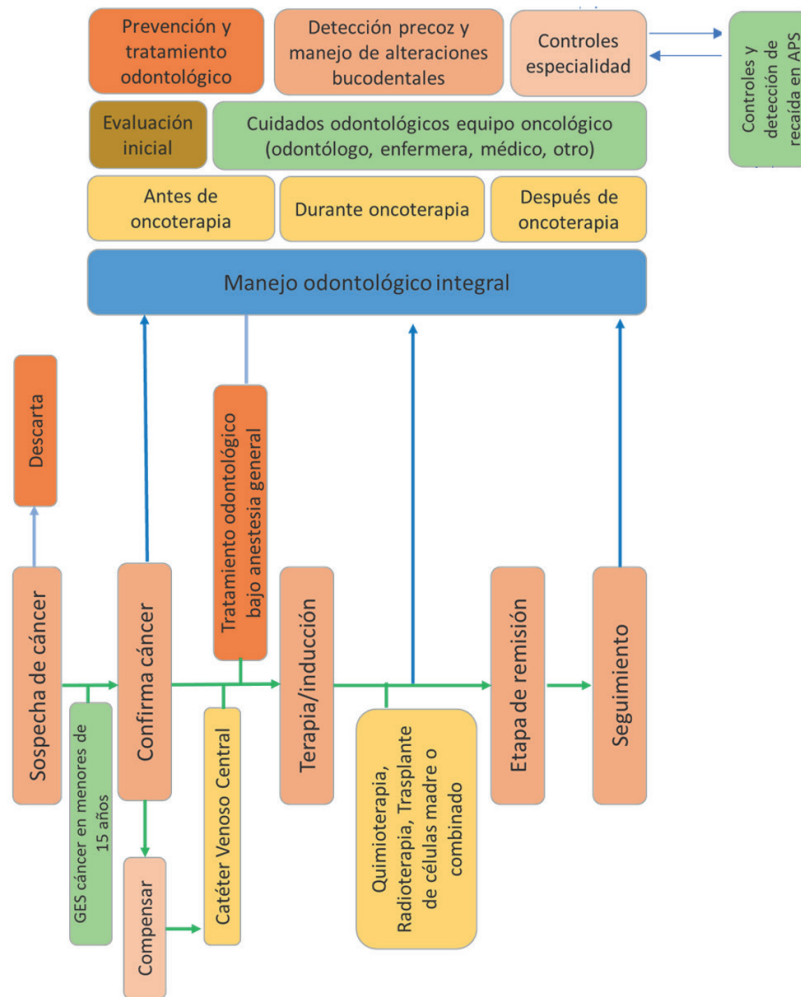 Prevención y
tratamiento
odontológico
Detección precoz y
manejo de alteraciones
bucodentales
Controles
especialidad
Controles y
detección de
recaída en APS
Evaluación
inicial
Cuidados odontológicos equipo oncológico
(odontólogo, enfermera, médico, otro)
Antes de
oncoterapia
Durante oncoterapia
Después de
oncoterapia
Manejo odontológico integral
Descarta
Tratamiento odontológico
bajo anestesia general
Sospecha de cáncer
Confirma cáncer
Terapia/inducción
Etapa de remisión
Seguimiento
GES cáncer en menores de
15 años
Compensar
Catéter Venoso Central
Quimioterapia,
Radioterapia, Trasplante
de células madre o
combinado